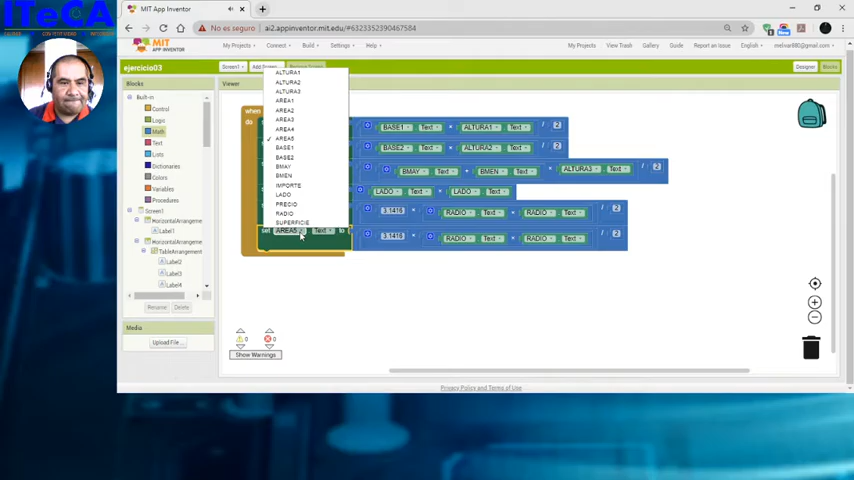 ITeCA
MIT App Inventor
No es seguro
ai2.appinventor.mit.edu/#6323352390467584
MIT
APP INVENTOR
My Projects
Connect
Build
Settings
Help
My Projects
View Trash
Gallery
Report an Issue
English
ejercicio03
Screen1
Add Screen
Designer
Blocks
Blocks
Viewer
Built-in
Control
Logic
Math
Text
Lists
Dictionaries
Colors
Variables
Procedures
Screen1
HorizontalArrangeme
Label1
HorizontalArrangeme
TableArrangement
Label2
Label3
Label4
Rename
Delete
Media
Upload File...
ALTURA1
ALTURA2
ALTURA3
AREA1
AREA2
AREA3
AREA4
AREA5
BASE1
BASE2
BMAY
BMEN
IMPORTE
LADO
PRECIO
RADIO
SUPERFICIE
when
do
BASE1 . Text × ALTURA1 . Text / 2
BASE2 . Text × ALTURA2 . Text / 2
BMAY . Text + BMEN . Text × ALTURA3 . Text / 2
LADO . Text × LADO . Text
3.1416 × RADIO . Text × RADIO . Text / 2
set AREA5 . Text to 3.1416 × RADIO . Text × RADIO . Text / 2
0
0
Show Warnings
Privacy Policy and Terms of Use